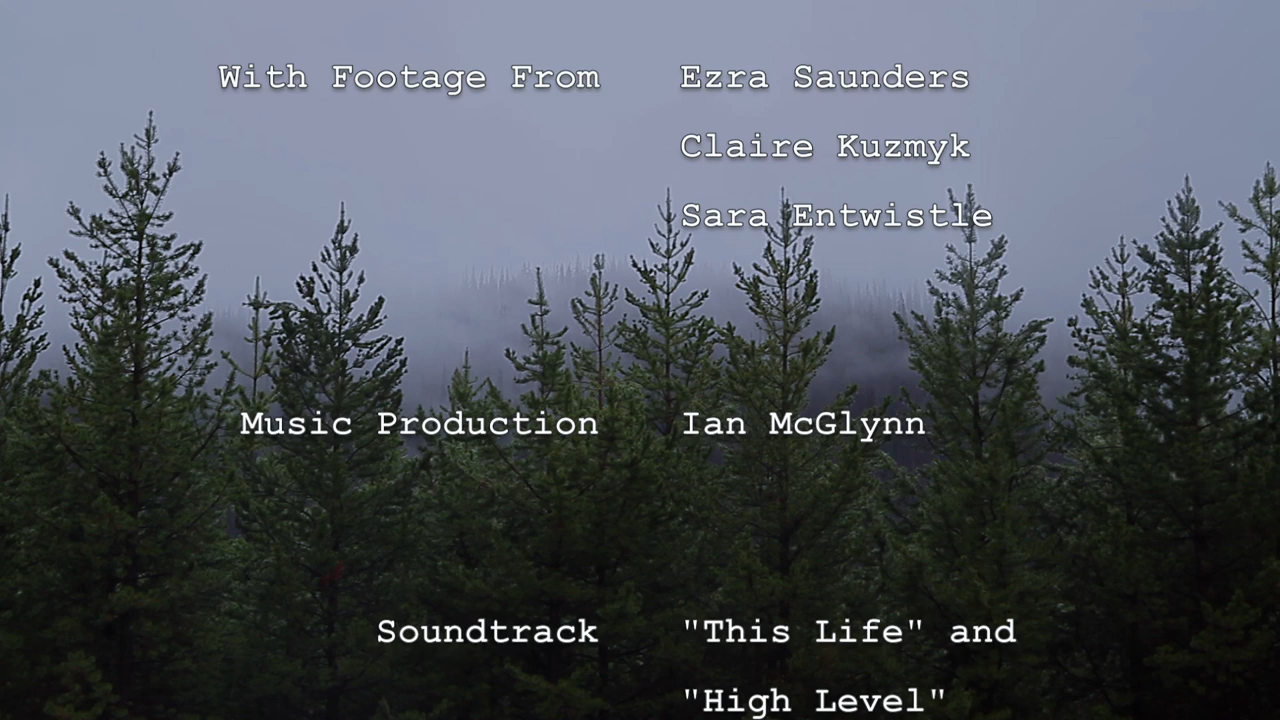 With Footage From Ezra Saunders
Claire Kuzmyk
Sara Entwistle
Music Production Ian McGlynn
Soundtrack "This Life" and
"High Level"